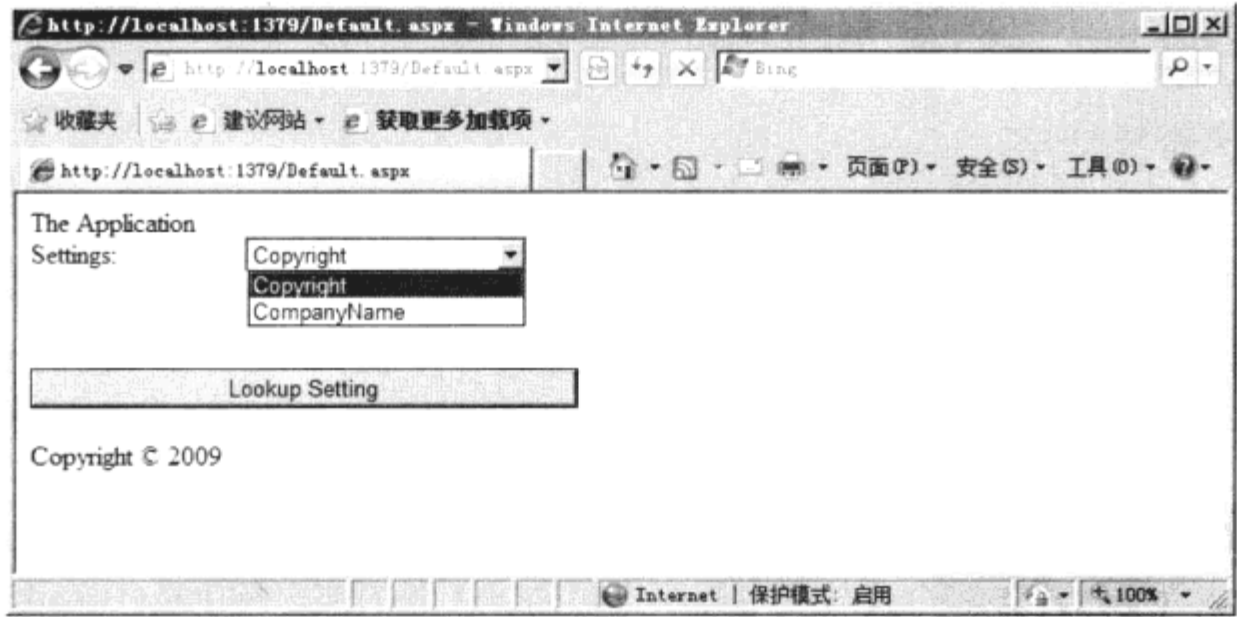 http://localhost:1379/Default.aspx - Windows Internet Explorer
http://localhost:1379/Default.aspx Bing
收藏夹 建议网站 获取更多加载项
http://localhost:1379/Default.aspx 页面(P) 安全(S) 工具(O)
The Application
Settings: Copyright
Copyright
CompanyName
Lookup Setting
Copyright © 2009
Internet | 保护模式: 启用 100%